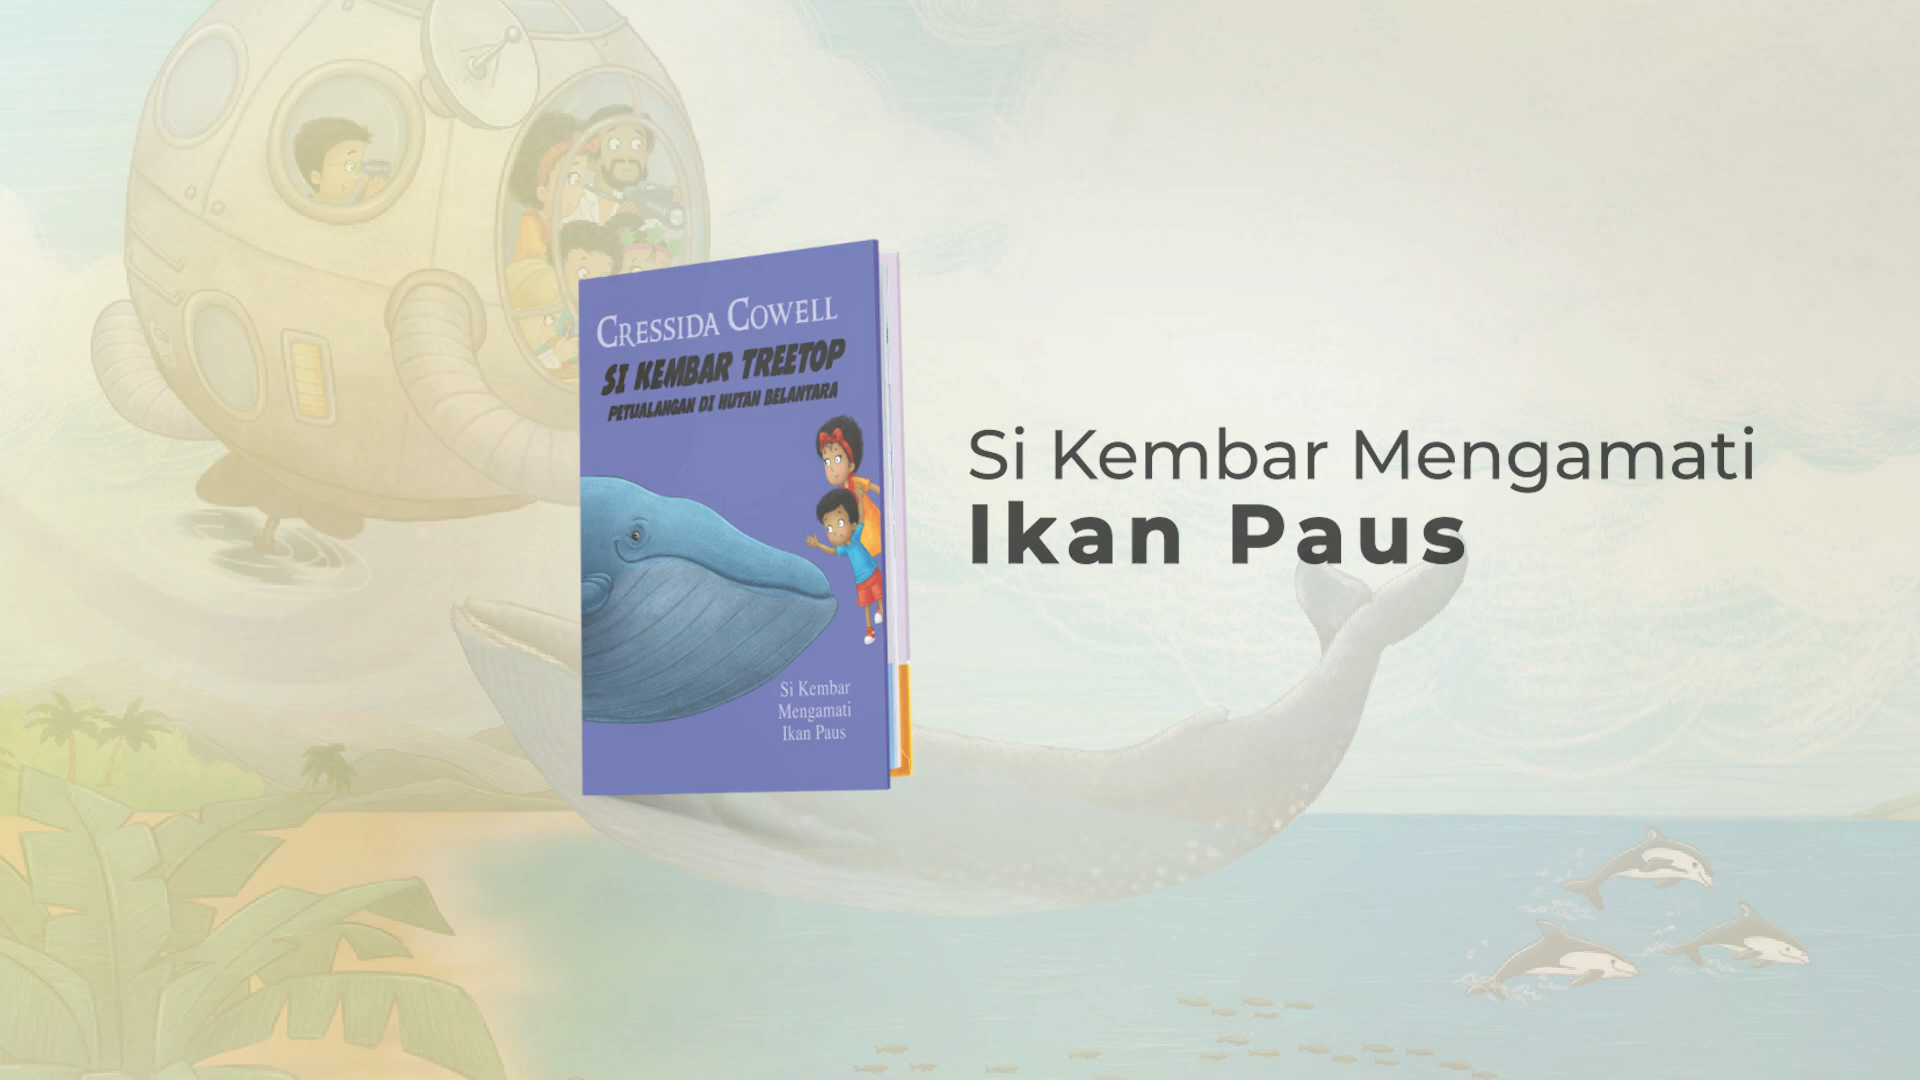 CRESSIDA COWELL
SI KEMBAR TREETOP
PETUALANGAN DI HUTAN BELANTARA
Si Kembar
Mengamati
Ikan Paus
Si Kembar Mengamati
Ikan Paus